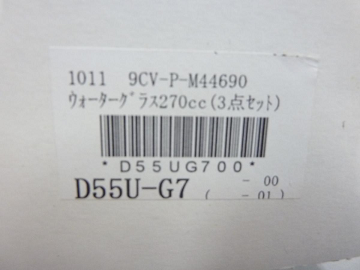 1011 9CV-P-M44690
ウォーターグラス270cc(3点セット)
*D55UG700*
D55U-G7
- 00
( - 01)